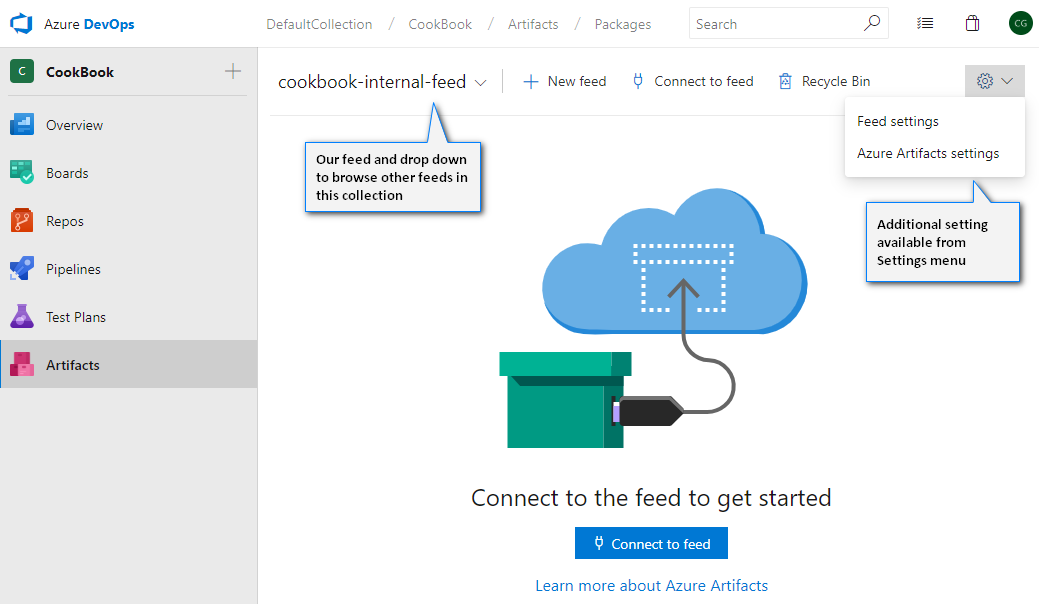 Azure DevOps
DefaultCollection / CookBook / Artifacts / Packages
Search
CG
C CookBook
Overview
Boards
Repos
Pipelines
Test Plans
Artifacts
cookbook-internal-feed
New feed
Connect to feed
Recycle Bin
Feed settings
Azure Artifacts settings
Our feed and drop down
to browse other feeds in
this collection
Additional setting
available from
Settings menu
Connect to the feed to get started
Connect to feed
Learn more about Azure Artifacts